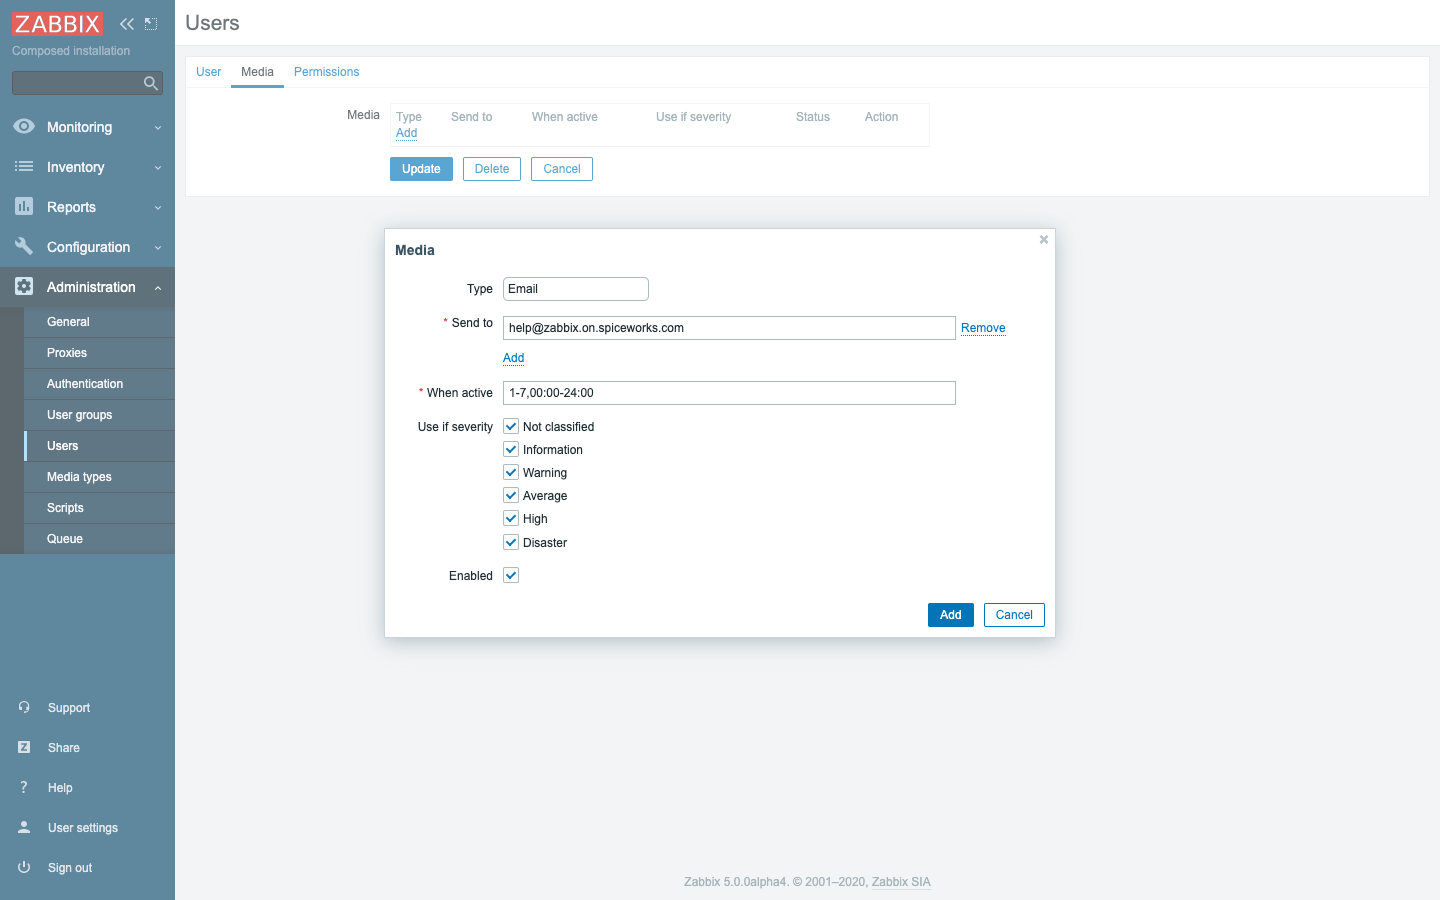 ZABBIX
Composed installation
Monitoring
Inventory
Reports
Configuration
Administration
General
Proxies
Authentication
User groups
Users
Media types
Scripts
Queue
Support
Z Share
? Help
User settings
Sign out
Users
User Media Permissions
Media Type Send to When active Use if severity Status Action
Add
Update Delete Cancel
Media
Type Email
* Send to help@zabbix.on.spiceworks.com Remove
Add
* When active 1-7,00:00-24:00
Use if severity Not classified
Information
Warning
Average
High
Disaster
Enabled
Add Cancel
Zabbix 5.0.0alpha4. © 2001–2020, Zabbix SIA